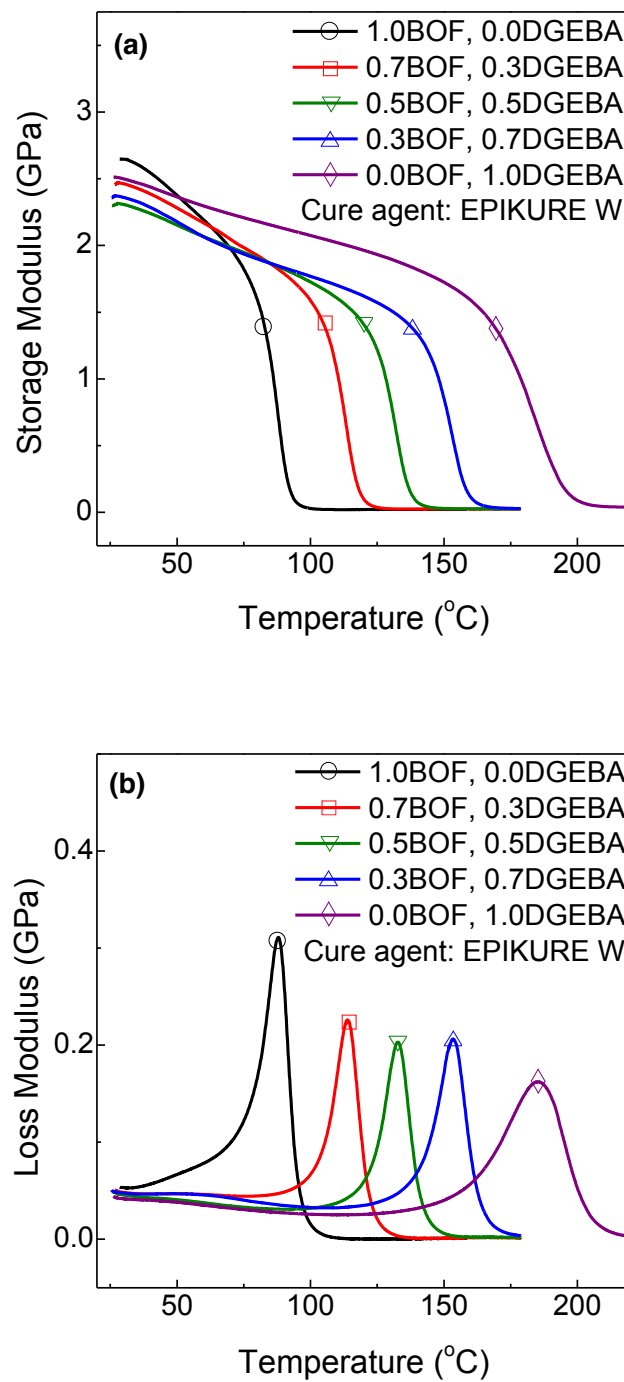 (a)
1.0BOF, 0.0DGEBA
0.7BOF, 0.3DGEBA
0.5BOF, 0.5DGEBA
0.3BOF, 0.7DGEBA
0.0BOF, 1.0DGEBA
Cure agent: EPIKURE W
Storage Modulus (GPa)
3
2
1
0
50 100 150 200
Temperature (°C)
(b)
1.0BOF, 0.0DGEBA
0.7BOF, 0.3DGEBA
0.5BOF, 0.5DGEBA
0.3BOF, 0.7DGEBA
0.0BOF, 1.0DGEBA
Cure agent: EPIKURE W
Loss Modulus (GPa)
0.4
0.2
0.0
50 100 150 200
Temperature (°C)